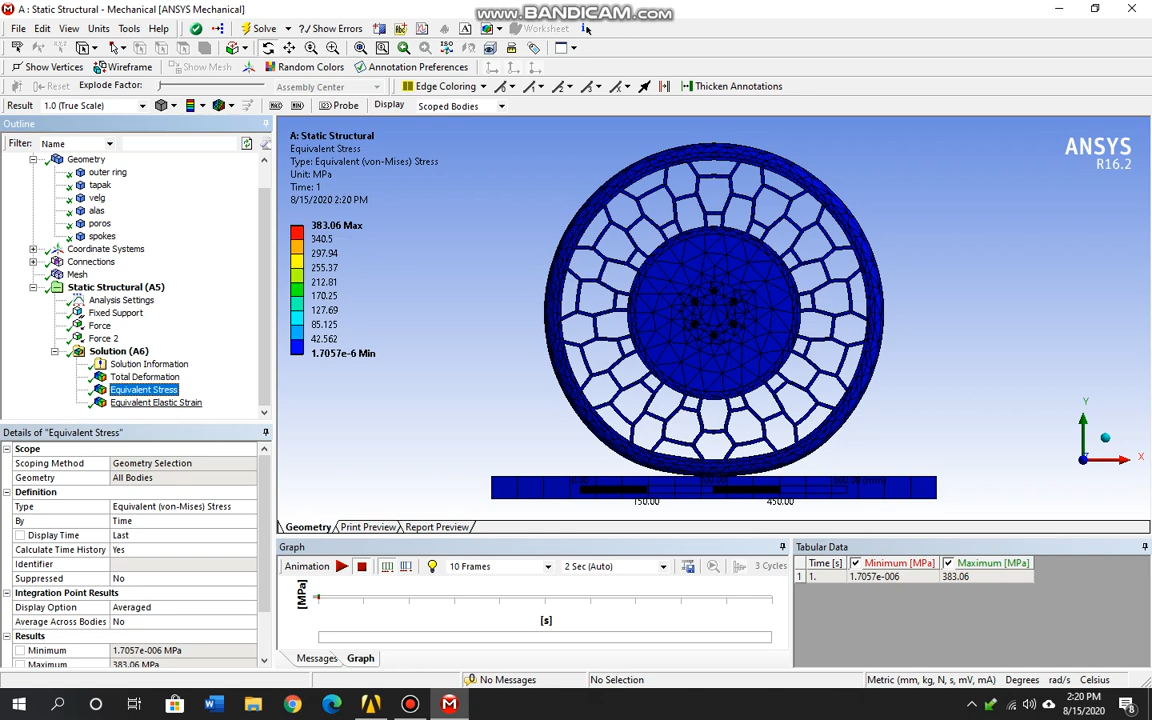 A : Static Structural - Mechanical [ANSYS Mechanical]
www.BANDICAM.com
File Edit View Units Tools Help Solve ?/ Show Errors Worksheet
Show Vertices Wireframe Show Mesh Random Colors Annotation Preferences
Reset Explode Factor: Assembly Center Edge Coloring Thicken Annotations
Result 1.0 (True Scale) Probe Display Scoped Bodies
Outline
Filter: Name
Geometry
outer ring
tapak
velg
alas
poros
spokes
Coordinate Systems
Connections
Mesh
Static Structural (A5)
Analysis Settings
Fixed Support
Force
Force 2
Solution (A6)
Solution Information
Total Deformation
Equivalent Stress
Equivalent Elastic Strain
Details of "Equivalent Stress"
Scope
Scoping Method Geometry Selection
Geometry All Bodies
Definition
Type Equivalent (von-Mises) Stress
By Time
Display Time Last
Calculate Time History Yes
Identifier
Suppressed No
Integration Point Results
Display Option Averaged
Average Across Bodies No
Results
Minimum 1.7057e-006 MPa
Maximum 383.06 MPa
A: Static Structural
Equivalent Stress
Type: Equivalent (von-Mises) Stress
Unit: MPa
Time: 1
8/15/2020 2:20 PM
383.06 Max
340.5
297.94
255.37
212.81
170.25
127.69
85.125
42.562
1.7057e-6 Min
ANSYS
R16.2
Y
X
150.00 450.00
Geometry Print Preview Report Preview
Graph
Animation 10 Frames 2 Sec (Auto) 3 Cycles
[MPa]
[s]
Messages Graph
Tabular Data
Time [s] Minimum [MPa] Maximum [MPa]
1 1. 1.7057e-006 383.06
No Messages No Selection Metric (mm, kg, N, s, mV, mA) Degrees rad/s Celsius
2:20 PM
8/15/2020
8